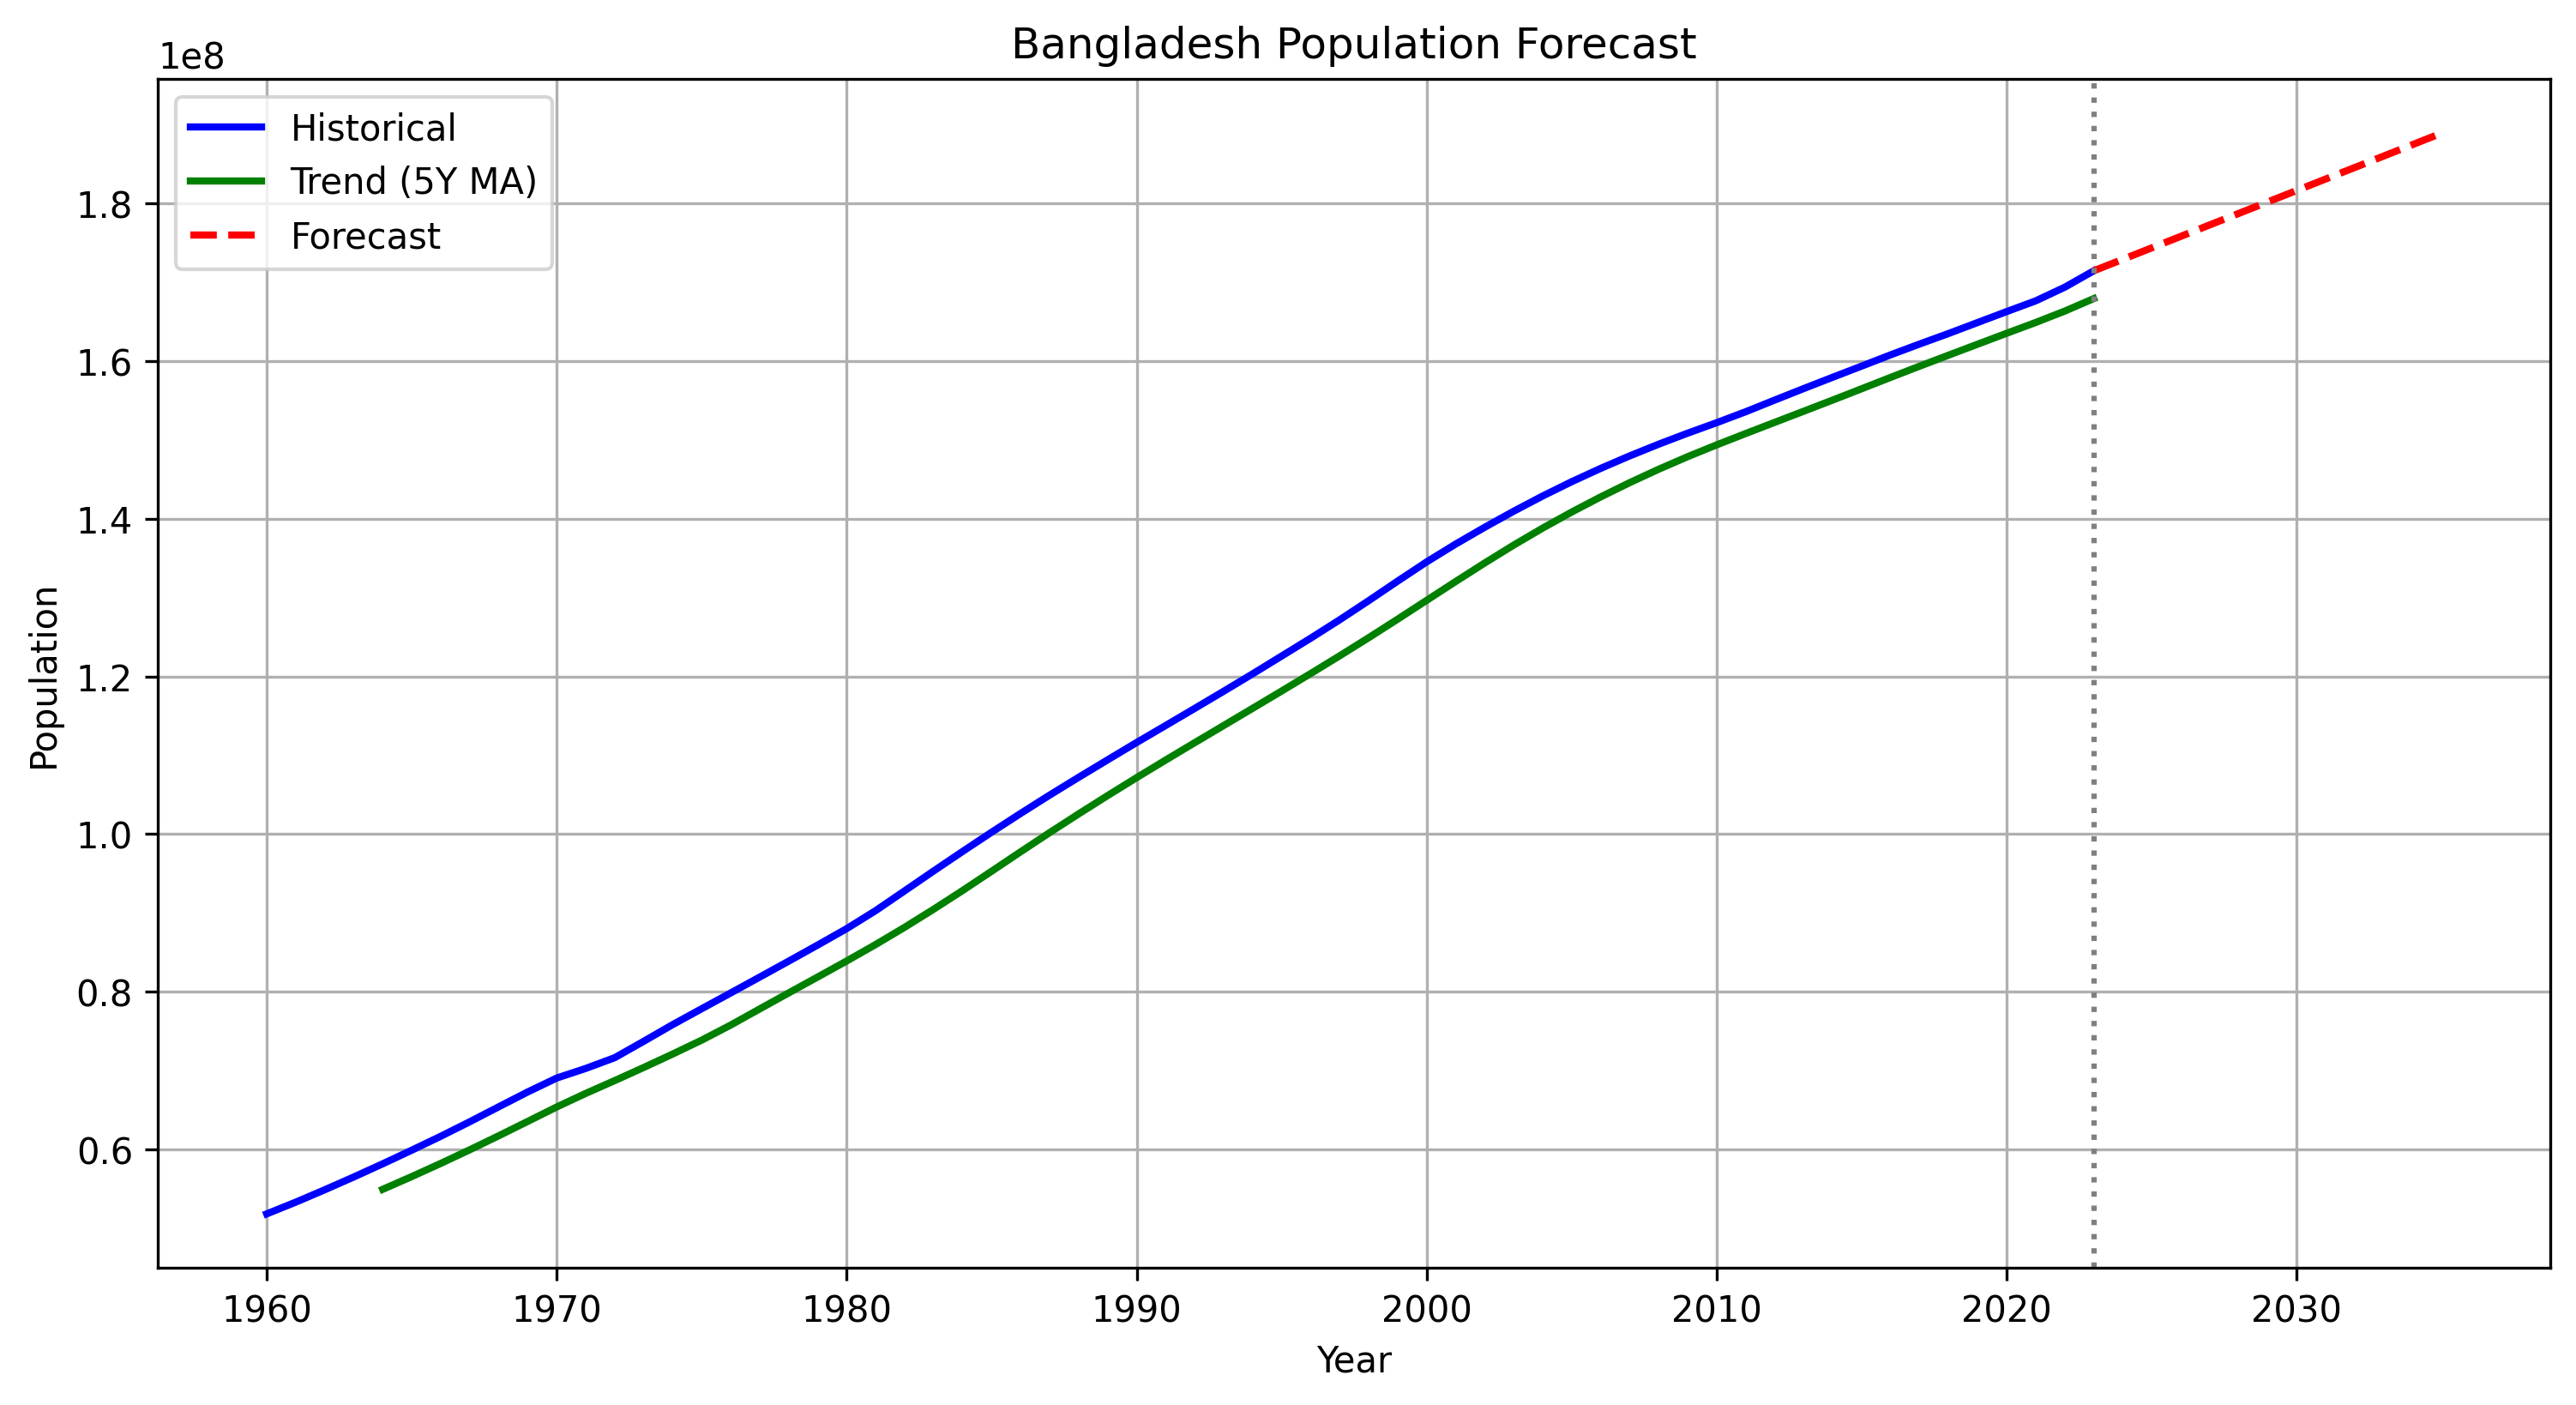 Bangladesh Population Forecast
1e8
Historical
Trend (5Y MA)
Forecast
1.8
1.6
1.4
1.2
1.0
0.8
0.6
Population
1960 1970 1980 1990 2000 2010 2020 2030
Year